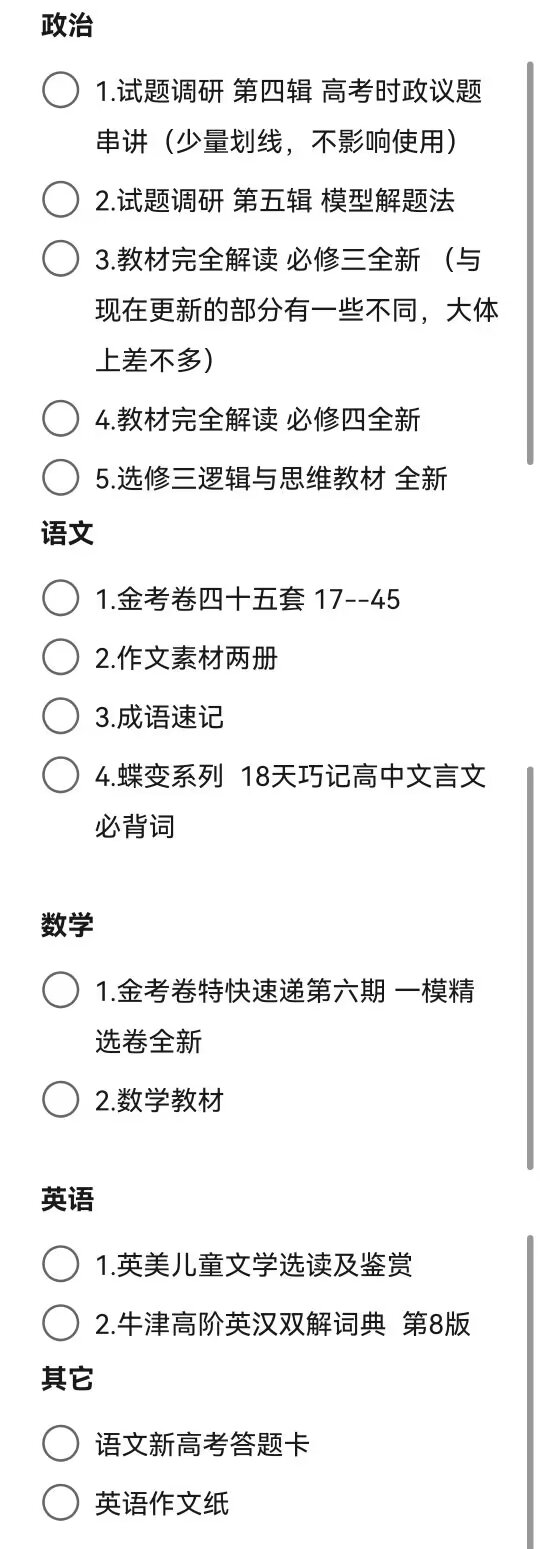 政治
1.试题调研 第四辑 高考时政议题
串讲（少量划线，不影响使用）
2.试题调研 第五辑 模型解题法
3.教材完全解读 必修三全新 （与
现在更新的部分有一些不同，大体
上差不多）
4.教材完全解读 必修四全新
5.选修三逻辑与思维教材 全新
语文
1.金考卷四十五套 17--45
2.作文素材两册
3.成语速记
4.蝶变系列  18天巧记高中文言文
必背词
数学
1.金考卷特快速递第六期 一模精
选卷全新
2.数学教材
英语
1.英美儿童文学选读及鉴赏
2.牛津高阶英汉双解词典  第8版
其它
语文新高考答题卡
英语作文纸